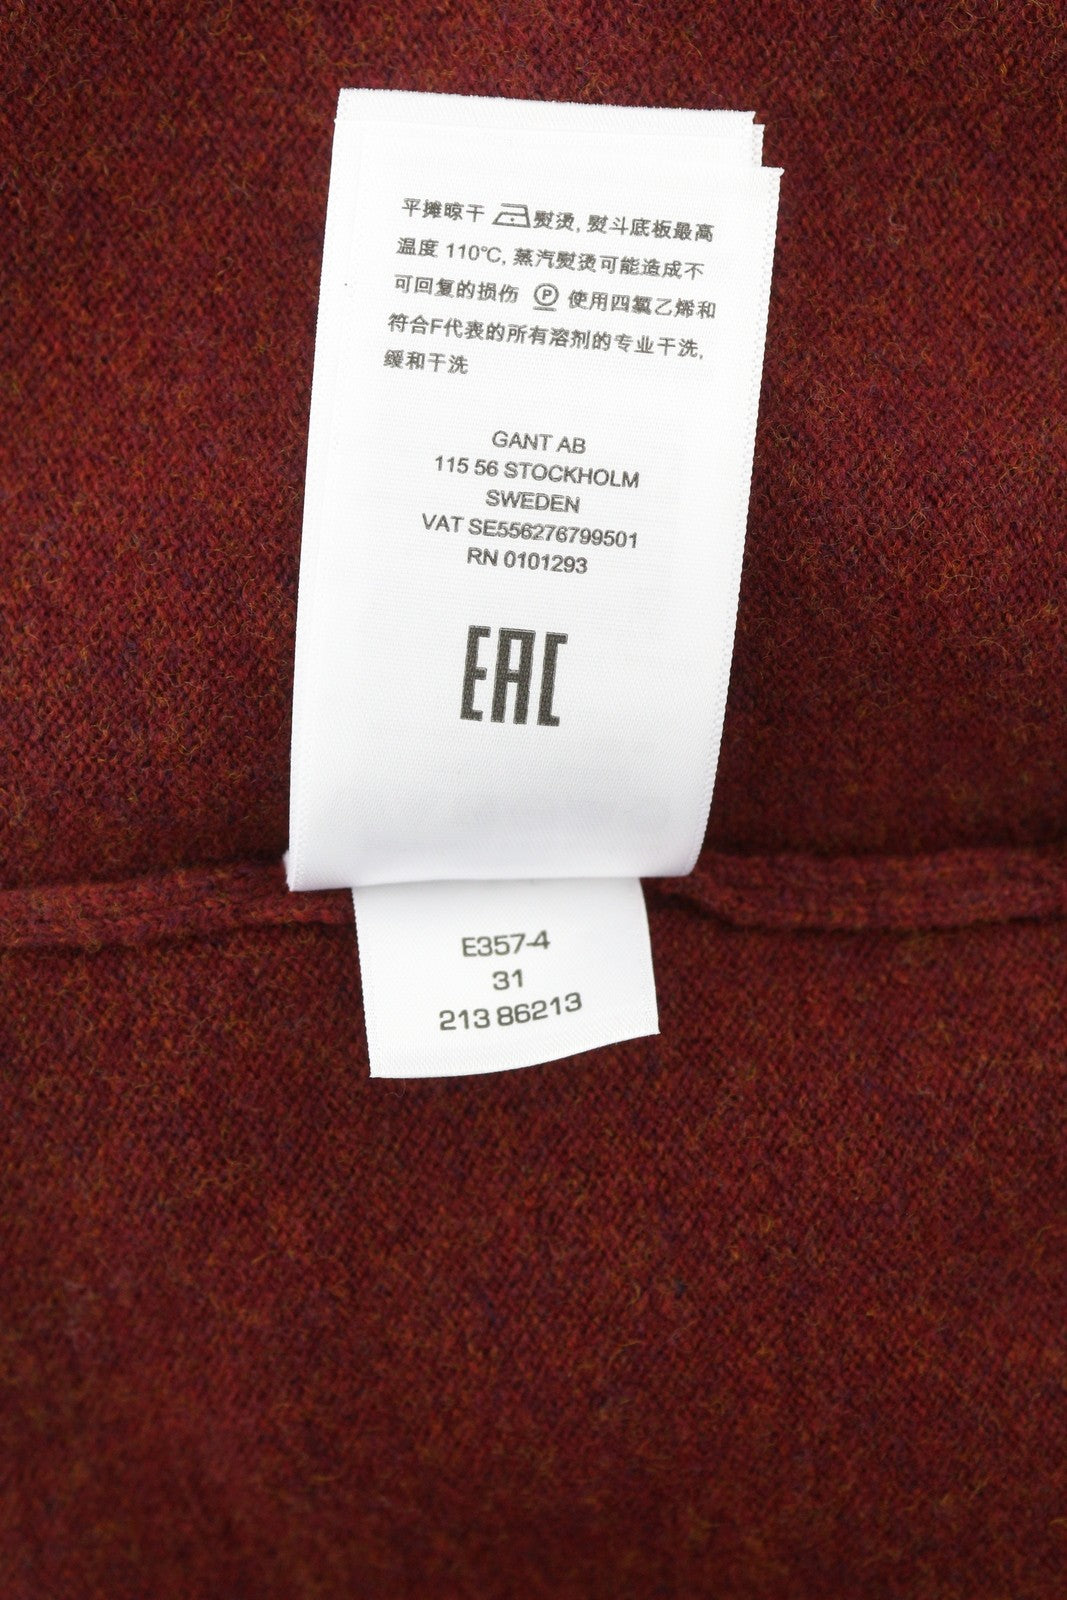 平摊晾干 熨烫, 熨斗底板最高
温度 110℃, 蒸汽熨烫可能造成不
可回复的损伤 Ⓟ 使用四氯乙烯和
符合F代表的所有溶剂的专业干洗,
缓和干洗
GANT AB
115 56 STOCKHOLM
SWEDEN
VAT SE556276799501
RN 0101293
EAC
E357-4
31
213 86213